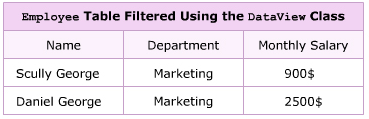 Employee Table Filtered Using the DataView Class
Name Department Monthly Salary
Scully George Marketing 900$
Daniel George Marketing 2500$